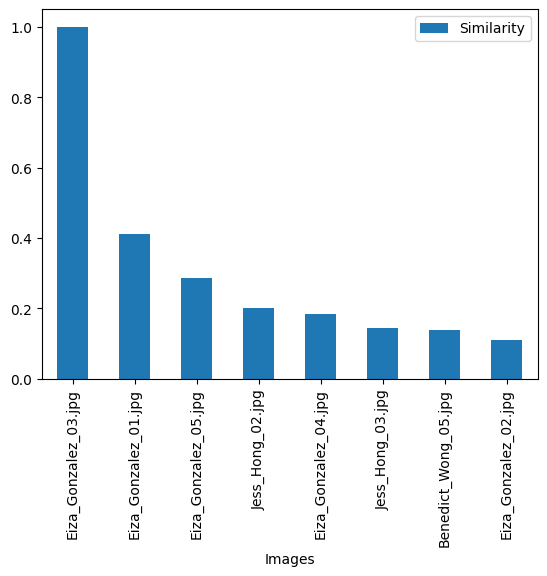 Similarity
1.0
0.8
0.6
0.4
0.2
0.0
Eiza_Gonzalez_03.jpg
Eiza_Gonzalez_01.jpg
Eiza_Gonzalez_05.jpg
Jess_Hong_02.jpg
Eiza_Gonzalez_04.jpg
Jess_Hong_03.jpg
Benedict_Wong_05.jpg
Eiza_Gonzalez_02.jpg
Images